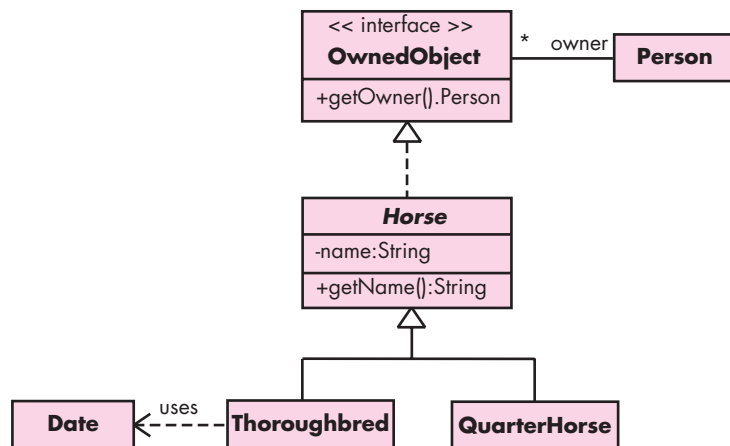 << interface >>
OwnedObject
+getOwner().Person
* owner
Person
Horse
-name:String
+getName():String
Date
uses
Thoroughbred
QuarterHorse